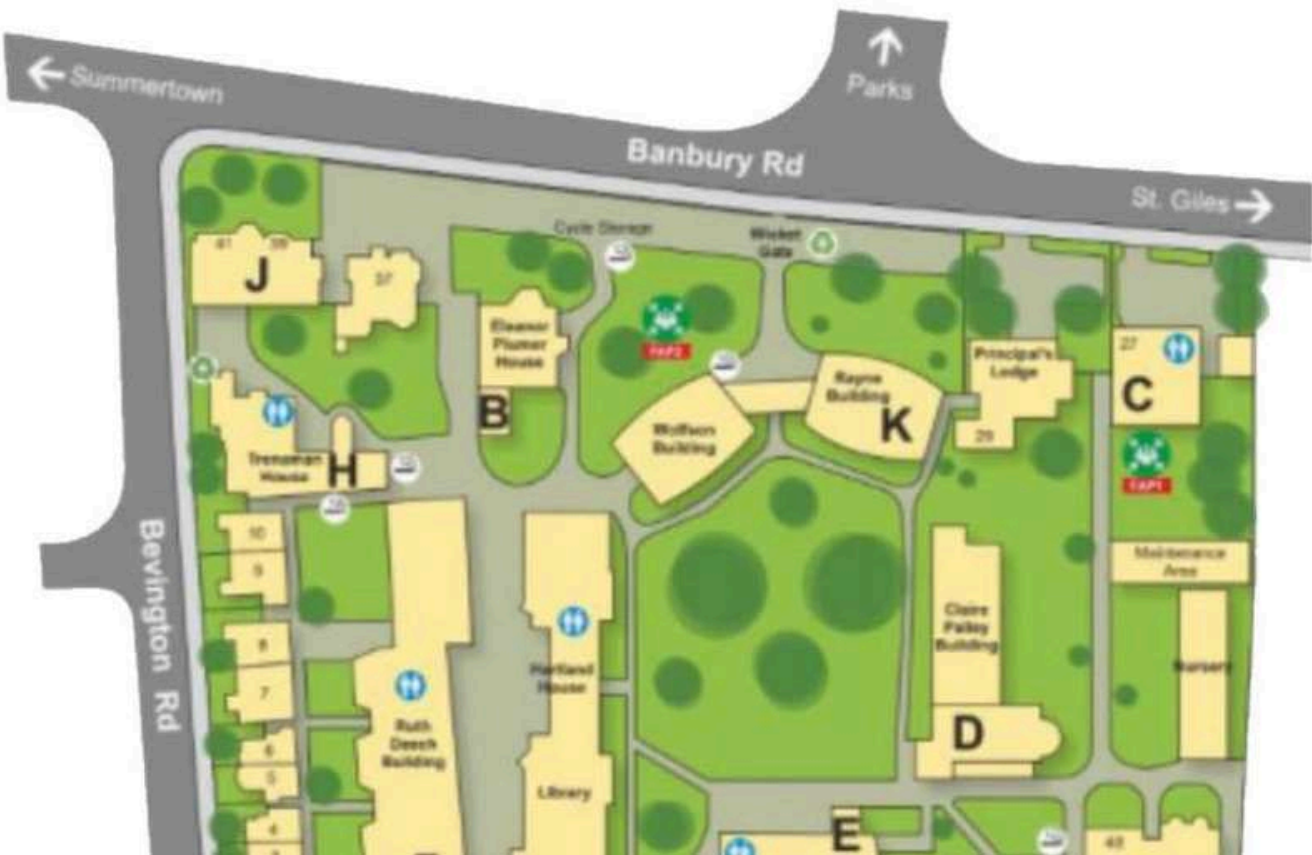 Summertown
Parks
Banbury Rd
St. Giles
Cycle Storage
Wicket
Gate
41
39
J
37
Eleanor
Plumer
House
FAP2
Principal's
Lodge
27
C
Rayne
Building
K
B
Wolfson
Building
29
FAP1
Trenaman
House
H
10
9
Maintenance
Area
Bevington Rd
Claire
Palley
Building
8
Hartland
House
Nursery
7
Ruth
Deech
Building
D
6
5
Library
4
E